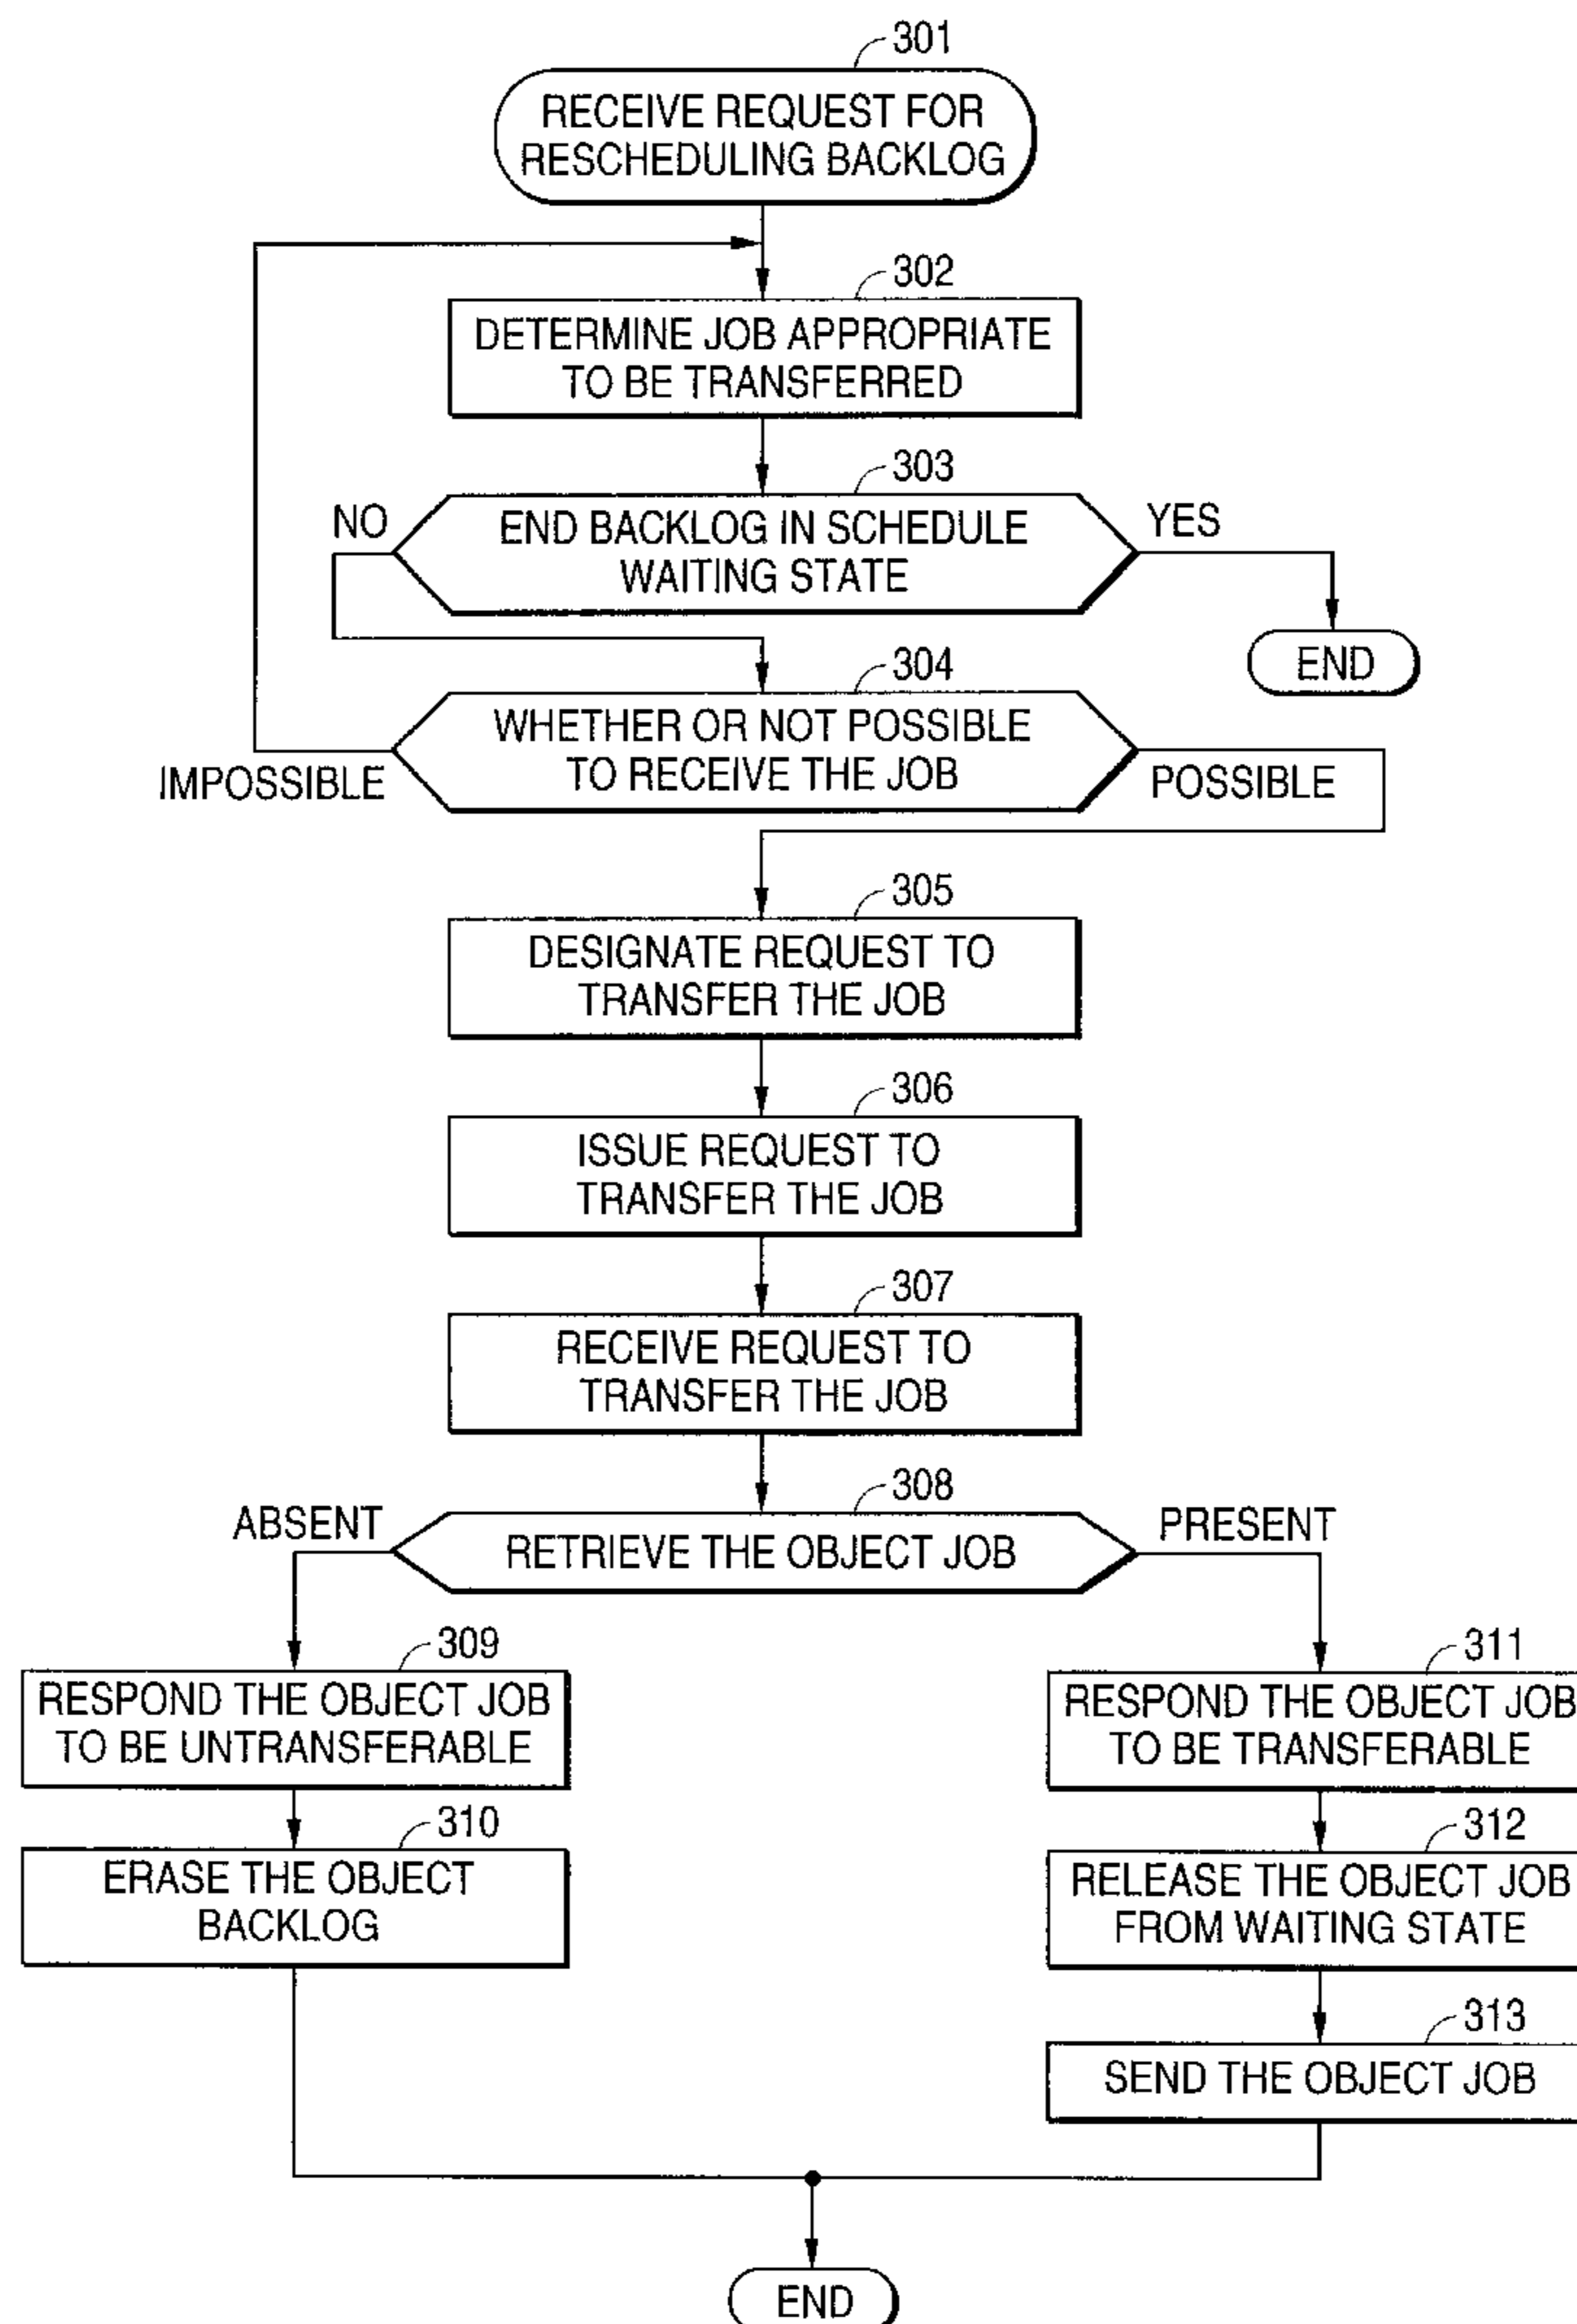 301
RECEIVE REQUEST FOR
RESCHEDULING BACKLOG
302
DETERMINE JOB APPROPRIATE
TO BE TRANSFERRED
303
NO
END BACKLOG IN SCHEDULE
WAITING STATE
YES
END
304
WHETHER OR NOT POSSIBLE
TO RECEIVE THE JOB
IMPOSSIBLE
POSSIBLE
305
DESIGNATE REQUEST TO
TRANSFER THE JOB
306
ISSUE REQUEST TO
TRANSFER THE JOB
307
RECEIVE REQUEST TO
TRANSFER THE JOB
308
ABSENT
RETRIEVE THE OBJECT JOB
PRESENT
309
RESPOND THE OBJECT JOB
TO BE UNTRANSFERABLE
310
ERASE THE OBJECT
BACKLOG
311
RESPOND THE OBJECT JOB
TO BE TRANSFERABLE
312
RELEASE THE OBJECT JOB
FROM WAITING STATE
313
SEND THE OBJECT JOB
END